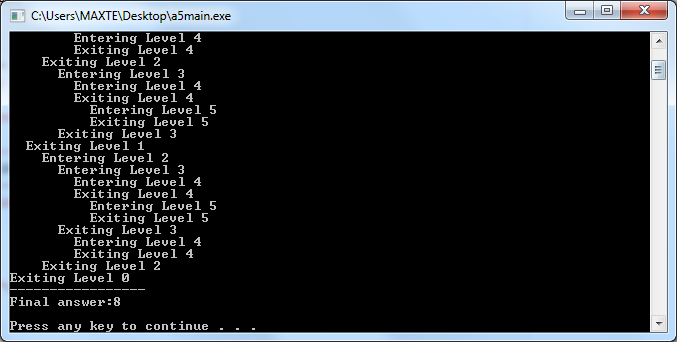 C:\Users\MAXTE\Desktop\a5main.exe
Entering Level 4
Exiting Level 4
Exiting Level 2
Entering Level 3
Entering Level 4
Exiting Level 4
Entering Level 5
Exiting Level 5
Exiting Level 3
Exiting Level 1
Entering Level 2
Entering Level 3
Entering Level 4
Exiting Level 4
Entering Level 5
Exiting Level 5
Exiting Level 3
Entering Level 4
Exiting Level 4
Exiting Level 2
Exiting Level 0
-----------------
Final answer:8
Press any key to continue . . .